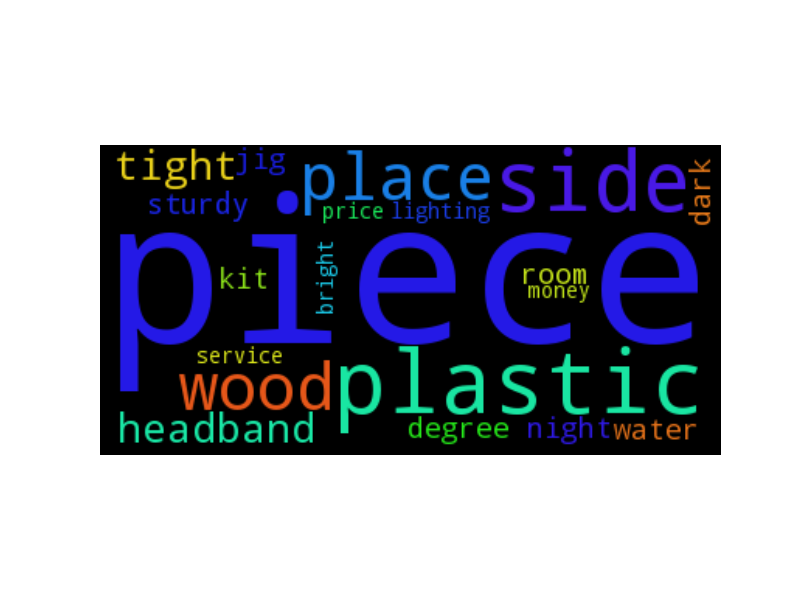 tight
jig
place
side
dark
sturdy
price
lighting
piece
kit
bright
room
money
service
wood
plastic
headband
degree
night
water